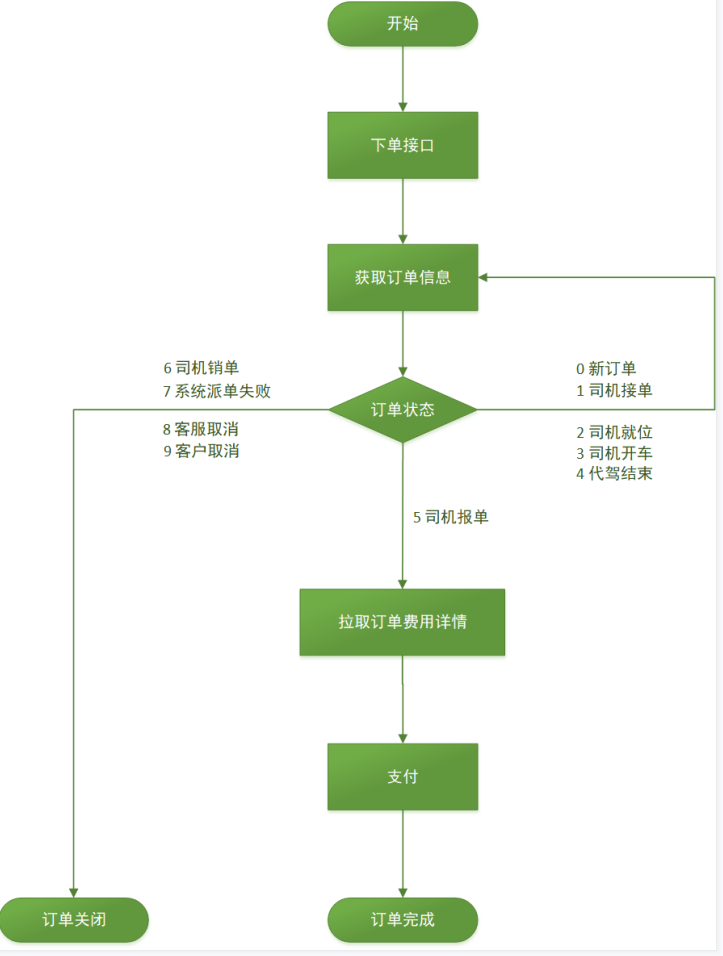 开始
下单接口
获取订单信息
6 司机销单
7 系统派单失败
8 客服取消
9 客户取消
订单状态
0 新订单
1 司机接单
2 司机就位
3 司机开车
4 代驾结束
5 司机报单
拉取订单费用详情
支付
订单关闭
订单完成